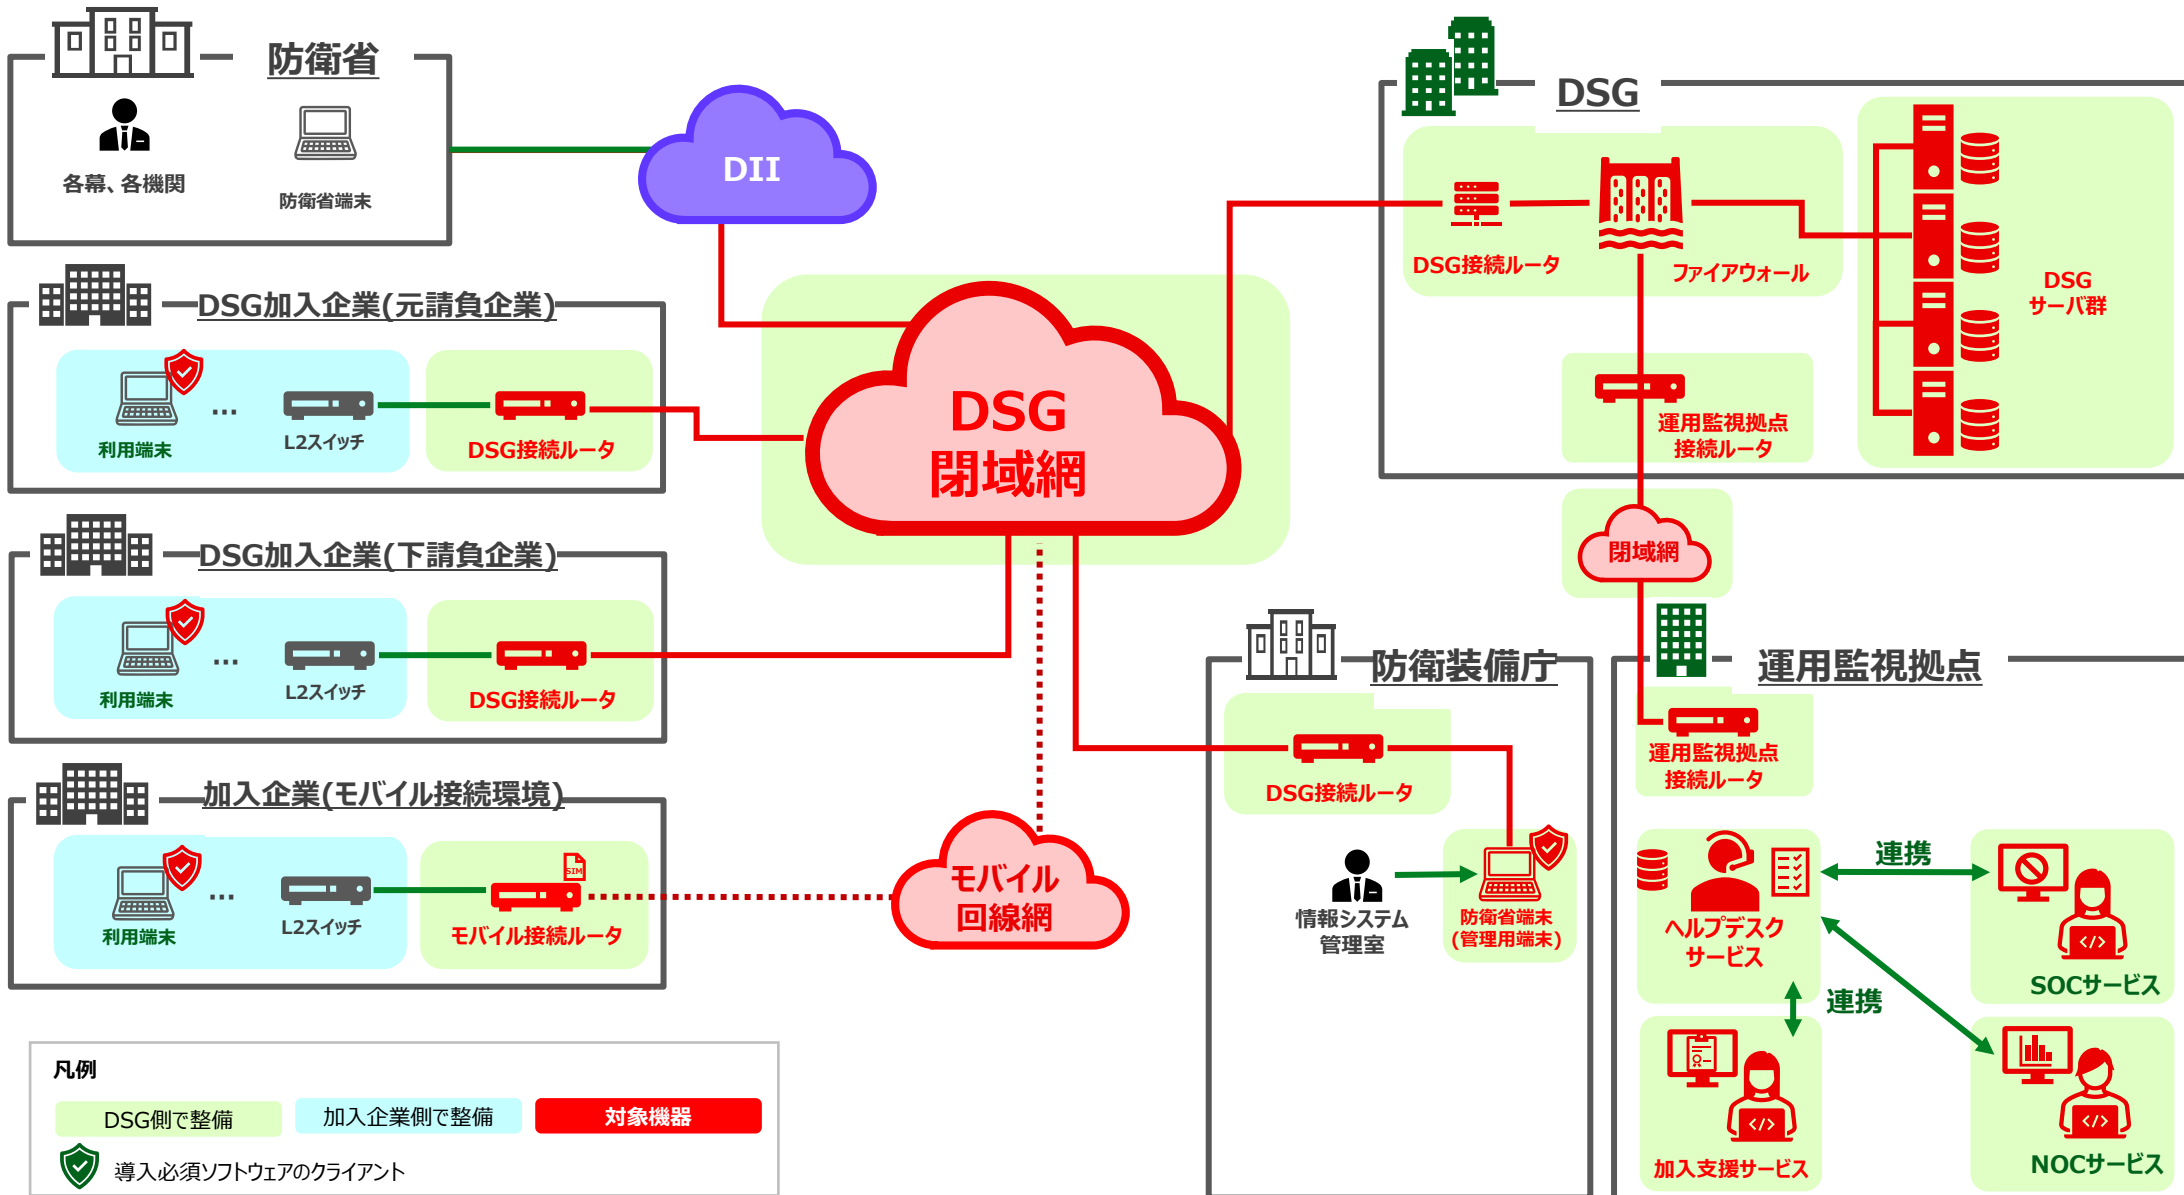 防衛省
各幕、各機関
防衛省端末
DII
DSG加入企業(元請負企業)
利用端末
...
L2スイッチ
DSG接続ルータ
DSG加入企業(下請負企業)
利用端末
...
L2スイッチ
DSG接続ルータ
加入企業(モバイル接続環境)
利用端末
...
L2スイッチ
SIM
モバイル接続ルータ
DSG
閉域網
モバイル
回線網
DSG
DSG接続ルータ
ファイアウォール
DSG
サーバ群
運用監視拠点
接続ルータ
閉域網
防衛装備庁
DSG接続ルータ
情報システム
管理室
防衛省端末
(管理用端末)
運用監視拠点
運用監視拠点
接続ルータ
ヘルプデスク
サービス
連携
</>
SOCサービス
連携
</>
加入支援サービス
</>
NOCサービス
凡例
DSG側で整備
加入企業側で整備
対象機器
導入必須ソフトウェアのクライアント